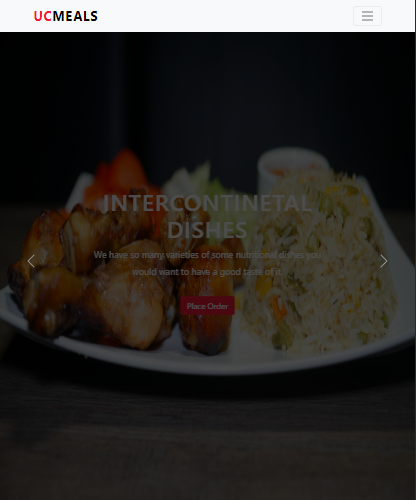 UCMEALS
INTERCONTINETAL
DISHES
We have so many varieties of some nutritional dishes you
would want to have a good taste of it
Place Order